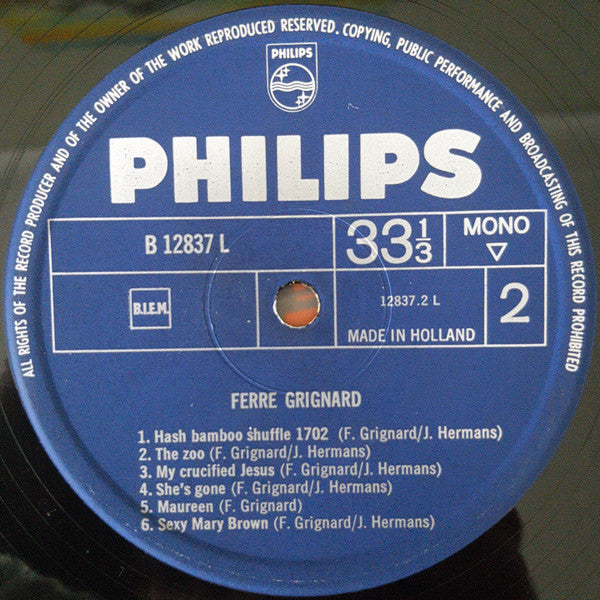 ALL RIGHTS OF THE RECORD PRODUCER AND OF THE OWNER OF THE WORK REPRODUCED RESERVED. COPYING, PUBLIC PERFORMANCE AND BROADCASTING OF THIS RECORD PROHIBITED
PHILIPS
PHILIPS
B 12837 L
33 1/3
MONO
B.I.E.M.
12837.2 L
MADE IN HOLLAND
2
FERRE GRIGNARD
1. Hash bamboo shuffle 1702 (F. Grignard/J. Hermans)
2. The zoo (F. Grignard/J. Hermans)
3. My crucified Jesus (F. Grignard/J. Hermans)
4. She's gone (F. Grignard/J. Hermans)
5. Maureen (F. Grignard)
6. Sexy Mary Brown (F. Grignard/J. Hermans)